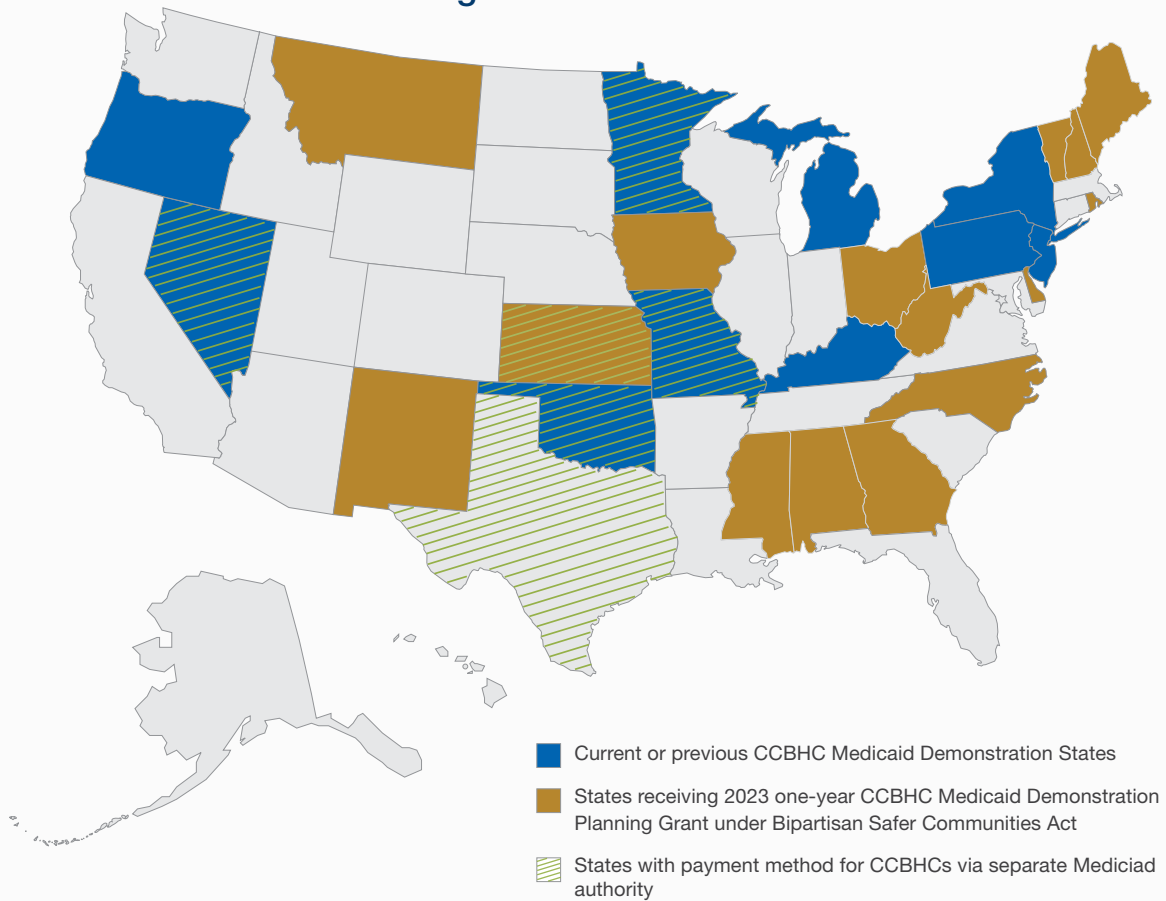 Current or previous CCBHC Medicaid Demonstration States
States receiving 2023 one-year CCBHC Medicaid Demonstration
Planning Grant under Bipartisan Safer Communities Act
States with payment method for CCBHCs via separate Mediciad
authority